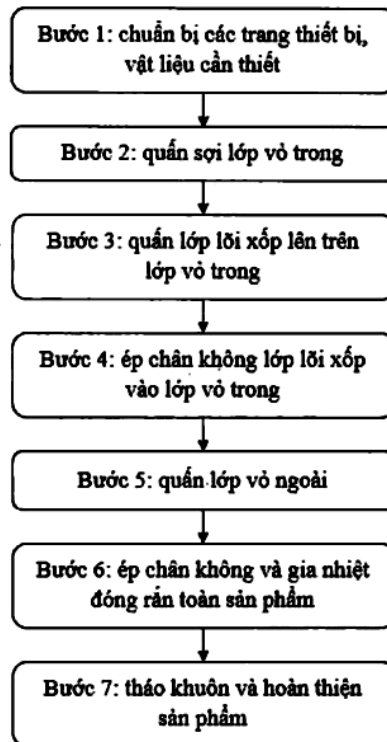 Bước 1: chuẩn bị các trang thiết bị,
vật liệu cần thiết
Bước 2: quấn sợi lớp vỏ trong
Bước 3: quấn lớp lõi xốp lên trên
lớp vỏ trong
Bước 4: ép chân không lớp lõi xốp
vào lớp vỏ trong
Bước 5: quấn lớp vỏ ngoài
Bước 6: ép chân không và gia nhiệt
đóng rắn toàn sản phẩm
Bước 7: tháo khuôn và hoàn thiện
sản phẩm